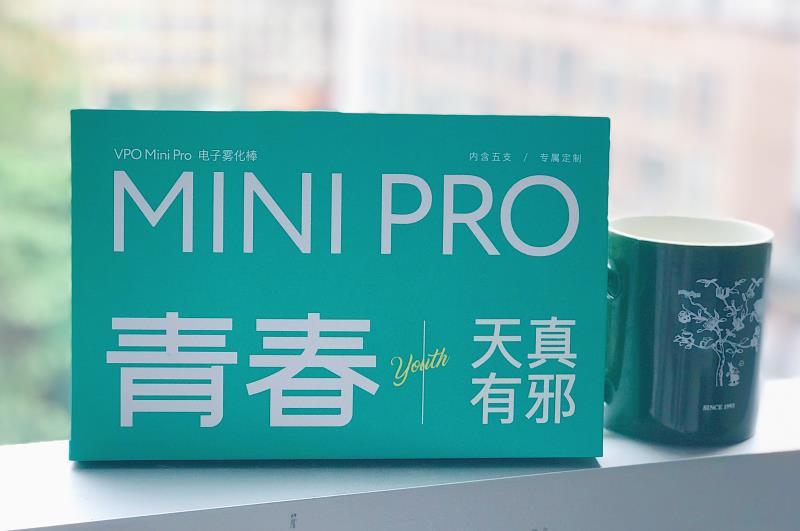 VPO Mini Pro 电子雾化棒
内含五支 / 专属定制
MINI PRO
青春
Youth
天真
有邪
SINCE 1993